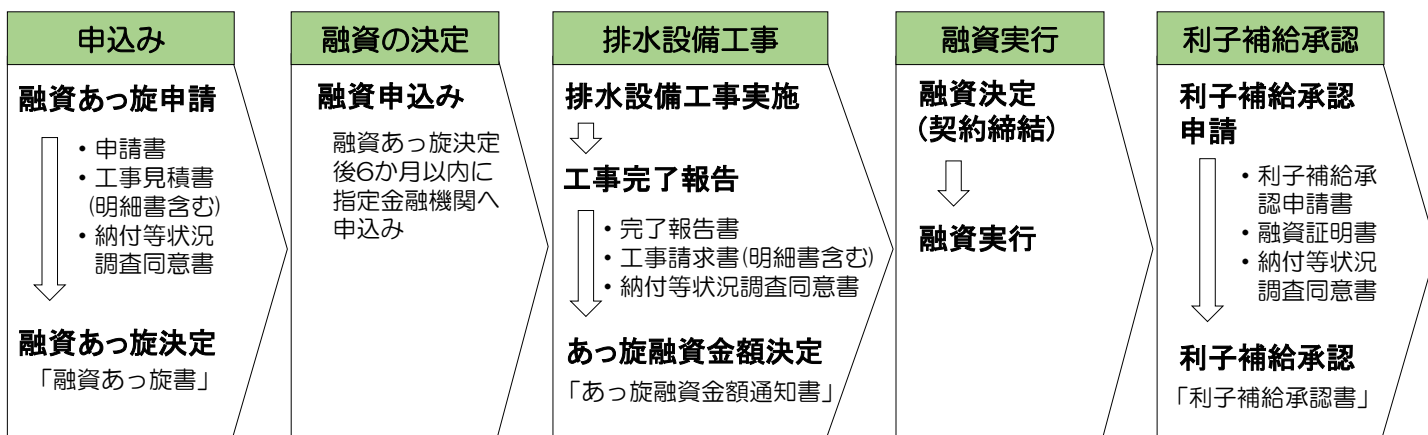 申込み
融資あっ旋申請
・申請書
・工事見積書
(明細書含む)
・納付等状況
調査同意書
融資あっ旋決定
「融資あっ旋書」
融資の決定
融資申込み
融資あっ旋決定
後6か月以内に
指定金融機関へ
申込み
排水設備工事
排水設備工事実施
工事完了報告
・完了報告書
・工事請求書(明細書含む)
・納付等状況調査同意書
あっ旋融資金額決定
「あっ旋融資金額通知書」
融資実行
融資決定
(契約締結)
融資実行
利子補給承認
利子補給承認
申請
・利子補給承
認申請書
・融資証明書
・納付等状況
調査同意書
利子補給承認
「利子補給承認書」